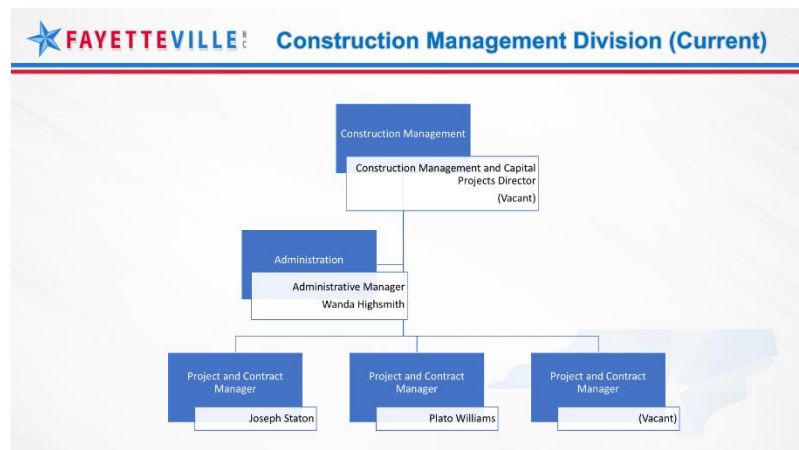 FAYETTEVILLE NC
Construction Management Division (Current)
Construction Management
Construction Management and Capital
Projects Director
(Vacant)
Administration
Administrative Manager
Wanda Highsmith
Project and Contract
Manager
Joseph Staton
Project and Contract
Manager
Plato Williams
Project and Contract
Manager
(Vacant)